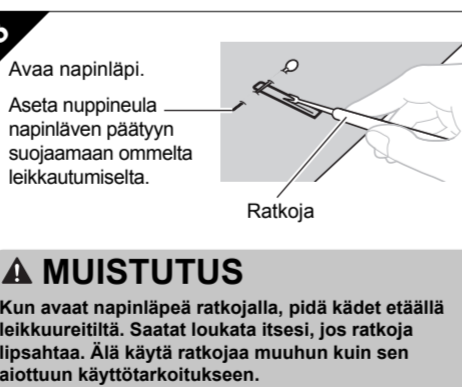 Avaa napinläpi.
Aseta nuppineula
napinläven päätyyn
suojaamaan ommelta
leikkautumiselta.
Ratkoja
MUISTUTUS
Kun avaat napinläpeä ratkojalla, pidä kädet etäällä
leikkuureitiltä. Saatat loukata itsesi, jos ratkoja
lipsahtaa. Älä käytä ratkojaa muuhun kuin sen
aiottuun käyttötarkoitukseen.